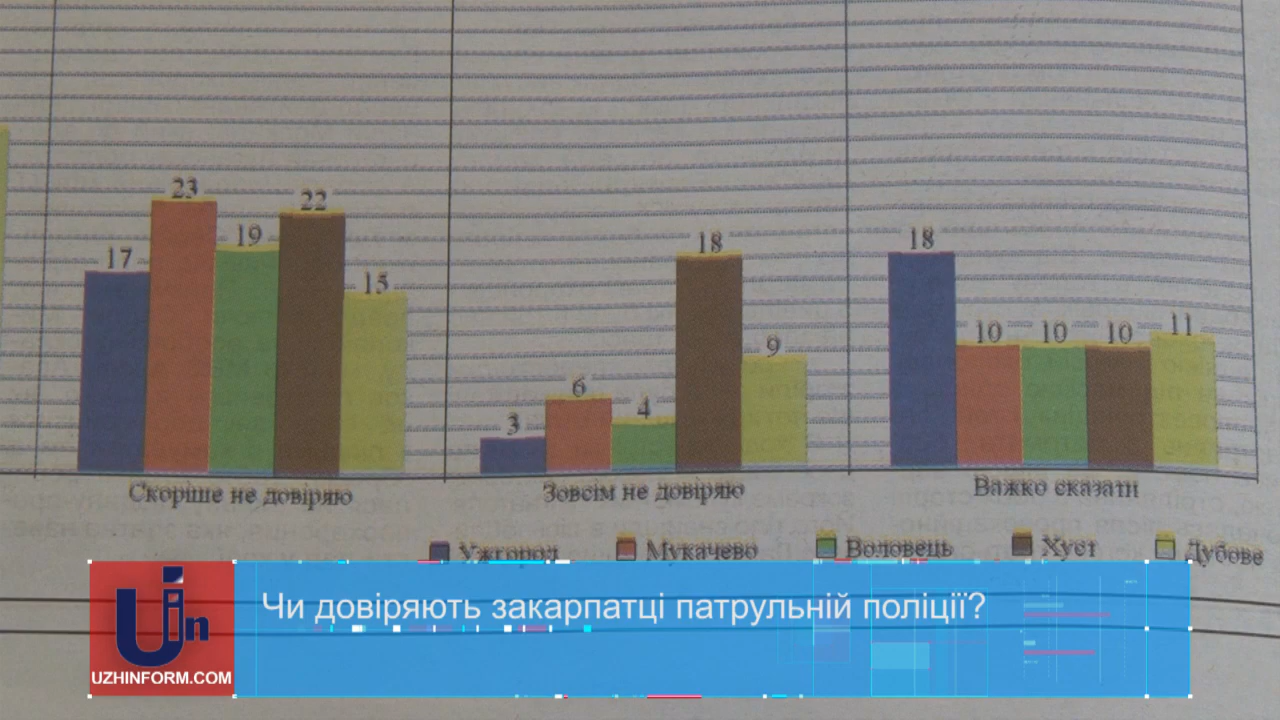 23
22
19
17
15
18
9
6
4
3
18
10
10
10
11
Скоріше не довіряю
Зовсім не довіряю
Важко сказати
Ужгород Мукачево Воловець Хуст Дубове
Чи довіряють закарпатці патрульній поліції?
Uin
UZHINFORM.COM